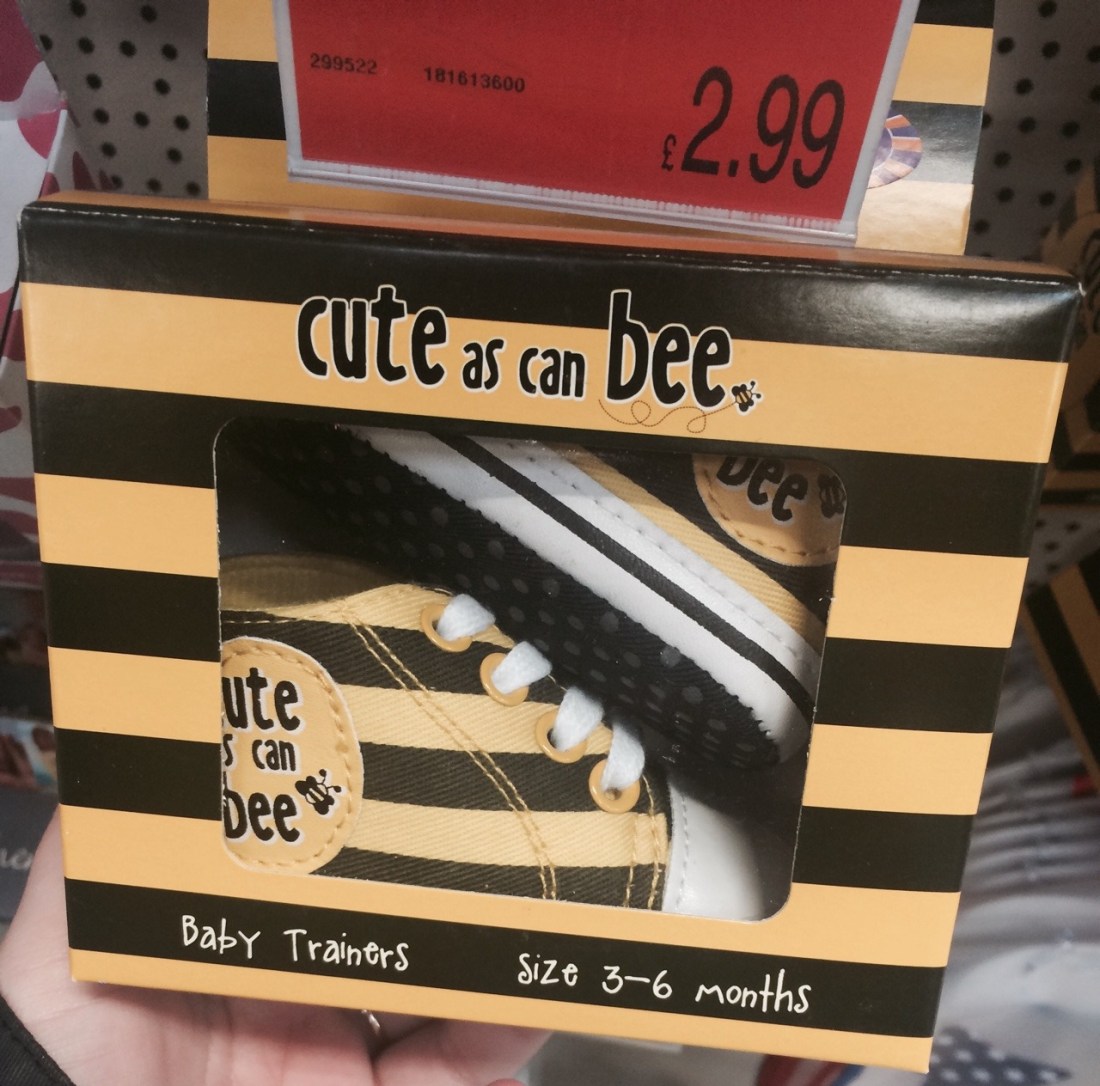 299522 181613600
£2.99
cute as can bee
bee
ute
s can
bee
Baby Trainers Size 3-6 months